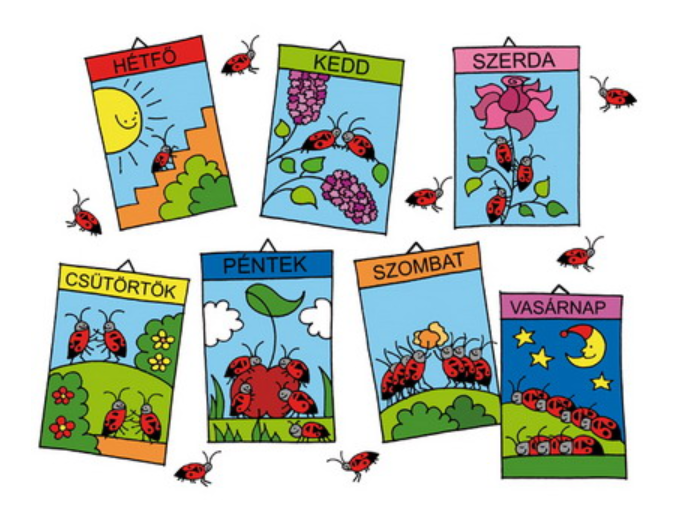 HÉTFŐ
KEDD
SZERDA
CSÜTÖRTÖK
PÉNTEK
SZOMBAT
VASÁRNAP